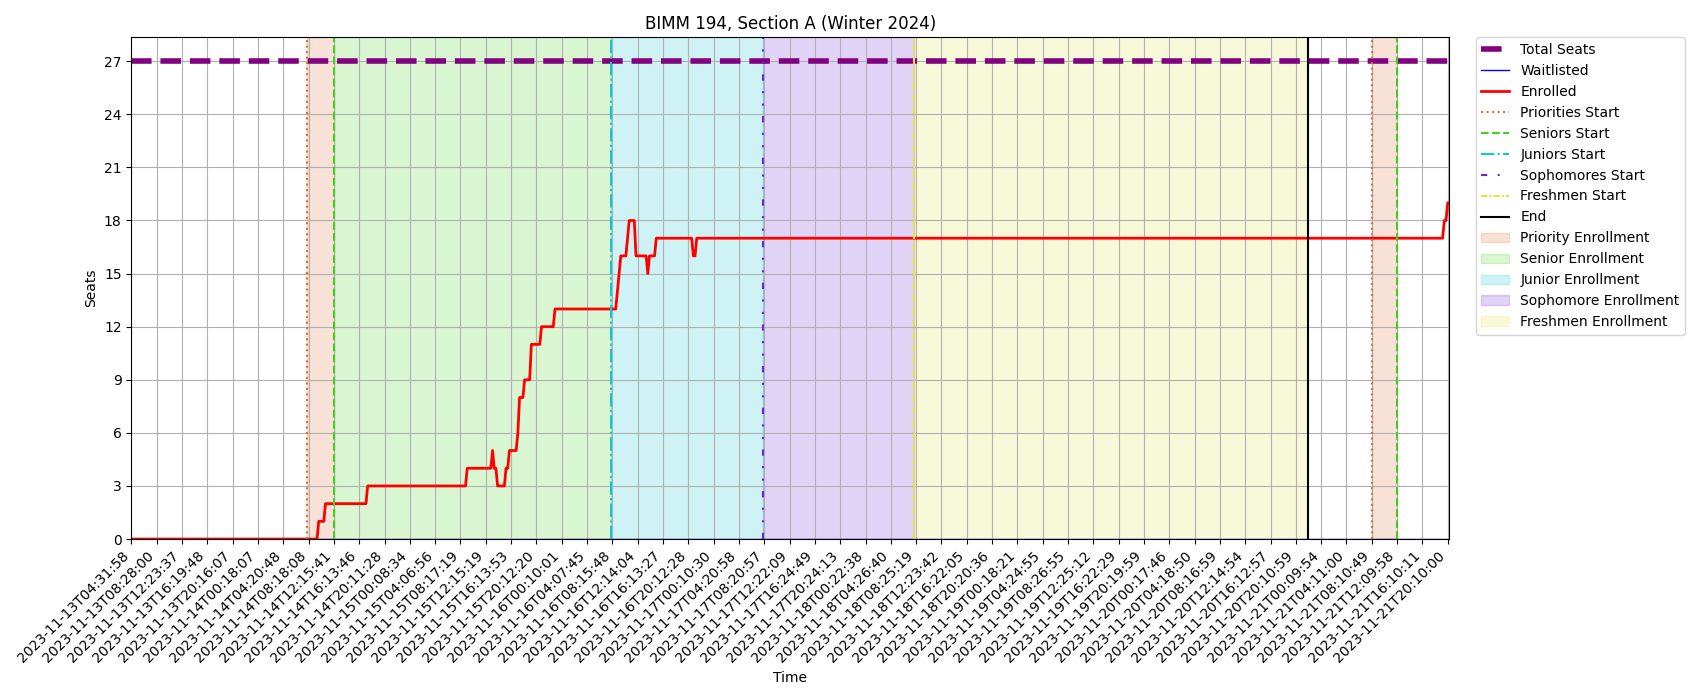 BIMM 194, Section A (Winter 2024)
Total Seats
Waitlisted
Enrolled
Priorities Start
Seniors Start
Juniors Start
Sophomores Start
Freshmen Start
End
Priority Enrollment
Senior Enrollment
Junior Enrollment
Sophomore Enrollment
Freshmen Enrollment
Seats
27
24
21
18
15
12
9
6
3
0
2023-11-13T04:31:58
2023-11-13T08:28:00
2023-11-13T12:23:37
2023-11-13T16:19:48
2023-11-13T20:16:07
2023-11-14T00:18:07
2023-11-14T04:20:48
2023-11-14T08:18:08
2023-11-14T12:15:41
2023-11-14T16:13:46
2023-11-14T20:11:28
2023-11-15T00:08:34
2023-11-15T04:06:56
2023-11-15T08:17:19
2023-11-15T12:15:19
2023-11-15T16:13:53
2023-11-15T20:12:20
2023-11-16T00:10:01
2023-11-16T04:07:45
2023-11-16T08:15:48
2023-11-16T12:14:04
2023-11-16T16:13:27
2023-11-16T20:12:28
2023-11-17T00:10:30
2023-11-17T04:20:58
2023-11-17T08:20:57
2023-11-17T12:22:09
2023-11-17T16:24:49
2023-11-17T20:24:13
2023-11-18T00:22:38
2023-11-18T04:26:40
2023-11-18T08:25:19
2023-11-18T12:23:42
2023-11-18T16:22:05
2023-11-18T20:20:36
2023-11-19T00:18:21
2023-11-19T04:24:55
2023-11-19T08:26:55
2023-11-19T12:25:12
2023-11-19T16:22:29
2023-11-19T20:19:59
2023-11-20T00:17:46
2023-11-20T04:18:50
2023-11-20T08:16:59
2023-11-20T12:14:54
2023-11-20T16:12:57
2023-11-20T20:10:59
2023-11-21T00:09:54
2023-11-21T04:11:00
2023-11-21T08:10:49
2023-11-21T12:09:58
2023-11-21T16:10:11
2023-11-21T20:10:00
Time